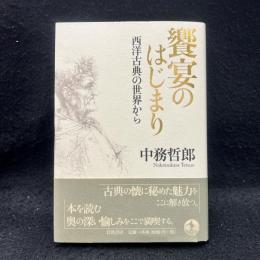 饗宴の
はじまり
西洋古典の世界から
中務哲郎
Nakatsukasa Tetsuo
古典の懐に秘めた魅力を
ここに解き放つ。
本を読む
奥の深い愉しみをここで満喫する。
岩波書店